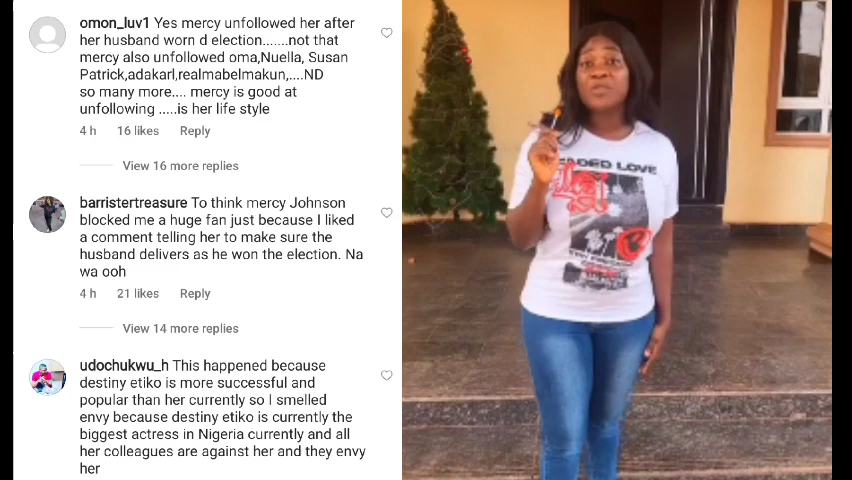 omon_luv1 Yes mercy unfollowed her after
her husband worn d election.......not that
mercy also unfollowed oma,Nuella, Susan
Patrick,adakarl,realmabelmakun,....ND
so many more.... mercy is good at
unfollowing .....is her life style
4 h 16 likes Reply
View 16 more replies
barristertreasure To think mercy Johnson
blocked me a huge fan just because I liked
a comment telling her to make sure the
husband delivers as he won the election. Na
wa ooh
4 h 21 likes Reply
View 14 more replies
udochukwu_h This happened because
destiny etiko is more successful and
popular than her currently so I smelled
envy because destiny etiko is currently the
biggest actress in Nigeria currently and all
her colleagues are against her and they envy
her
LOVE